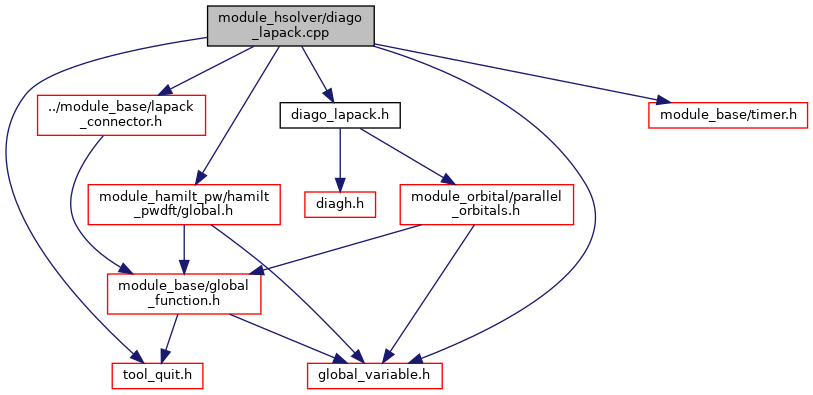 module_hsolver/diago
_lapack.cpp
../module_base/lapack
_connector.h
diago_lapack.h
module_base/timer.h
module_hamilt_pw/hamilt
_pwdft/global.h
diagh.h
module_orbital/parallel
_orbitals.h
module_base/global
_function.h
tool_quit.h
global_variable.h